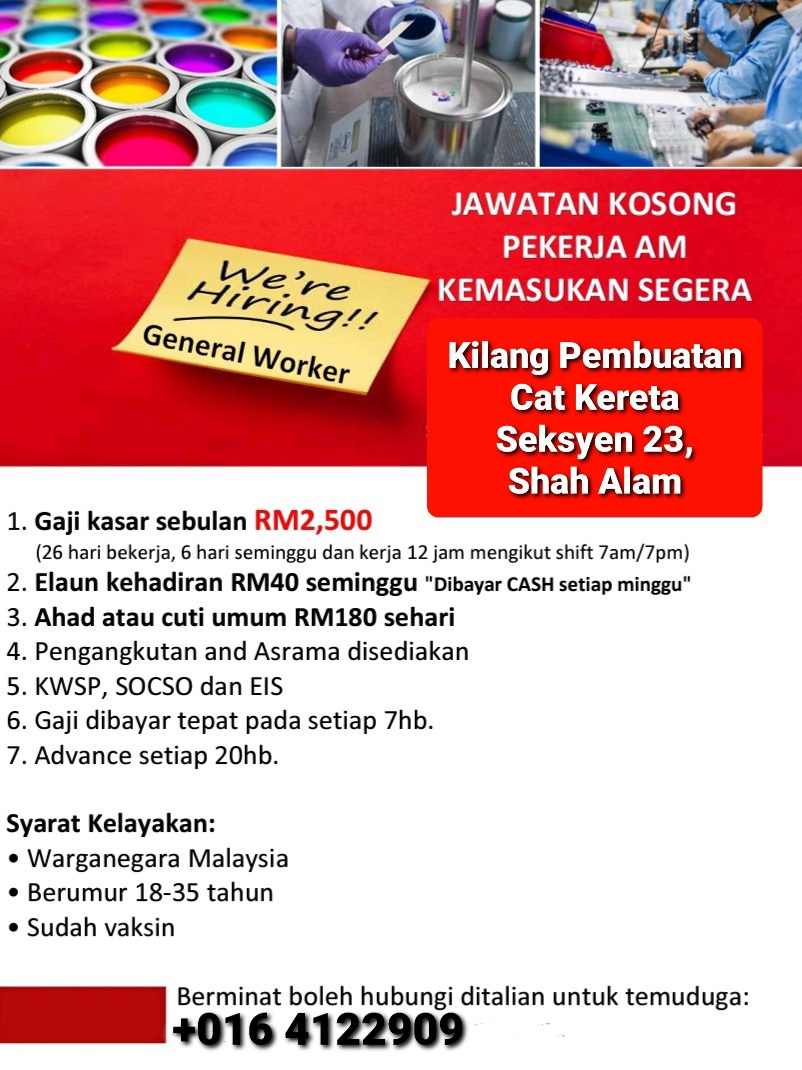 JAWATAN KOSONG
PEKERJA AM
KEMASUKAN SEGERA
We're
Hiring!!
General Worker
Kilang Pembuatan
Cat Kereta
Seksyen 23,
Shah Alam
1. Gaji kasar sebulan RM2,500
(26 hari bekerja, 6 hari seminggu dan kerja 12 jam mengikut shift 7am/7pm)
2. Elaun kehadiran RM40 seminggu "Dibayar CASH setiap minggu"
3. Ahad atau cuti umum RM180 sehari
4. Pengangkutan and Asrama disediakan
5. KWSP, SOCSO dan EIS
6. Gaji dibayar tepat pada setiap 7hb.
7. Advance setiap 20hb.
Syarat Kelayakan:
• Warganegara Malaysia
• Berumur 18-35 tahun
• Sudah vaksin
Berminat boleh hubungi ditalian untuk temuduga:
+016 4122909